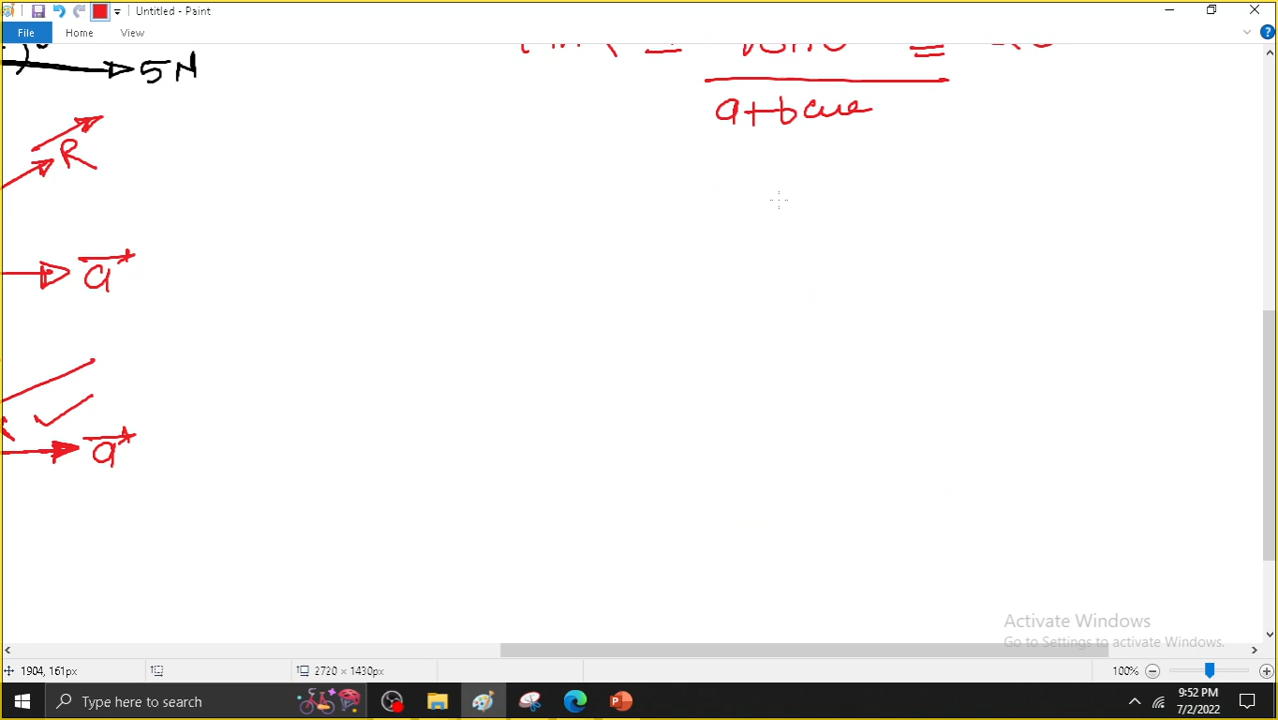 Untitled - Paint
File Home View
5N
a+bcosθ
R
a
a
Activate Windows
Go to Settings to activate Windows.
1904, 161px
2720 × 1430px
100%
Type here to search
9:52 PM
7/2/2022